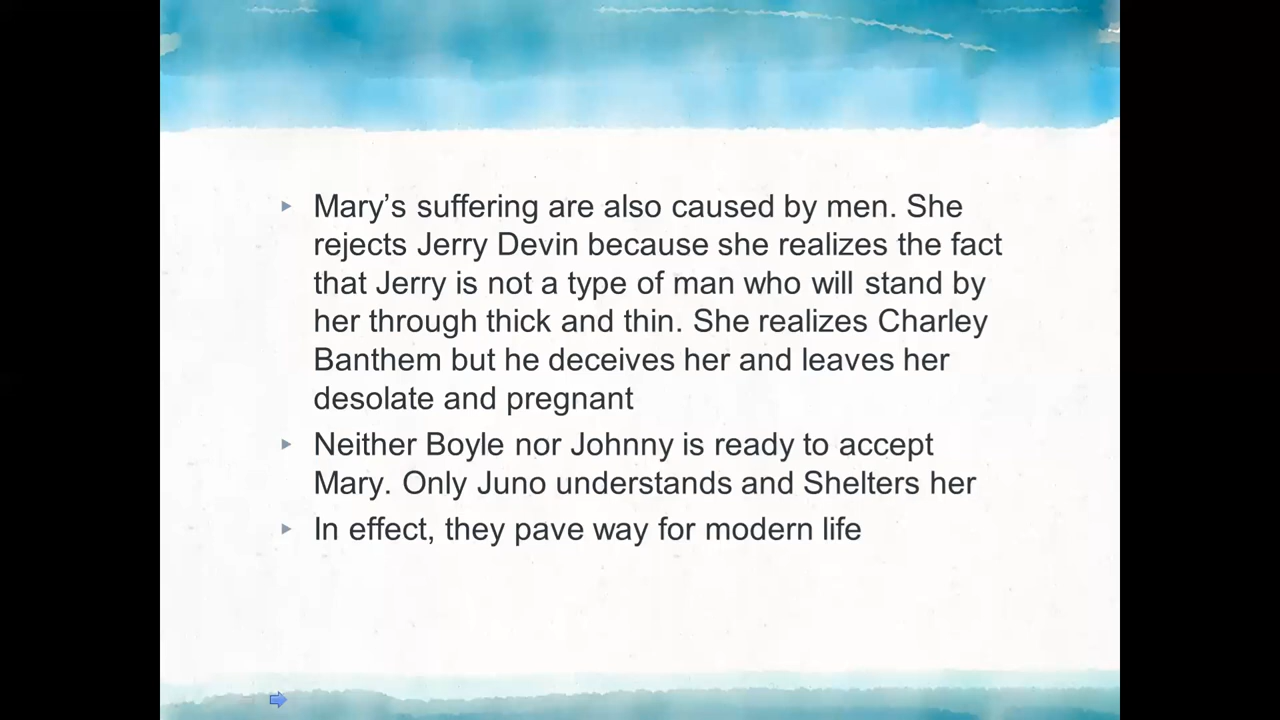 Mary’s suffering are also caused by men. She
rejects Jerry Devin because she realizes the fact
that Jerry is not a type of man who will stand by
her through thick and thin. She realizes Charley
Banthem but he deceives her and leaves her
desolate and pregnant
Neither Boyle nor Johnny is ready to accept
Mary. Only Juno understands and Shelters her
In effect, they pave way for modern life